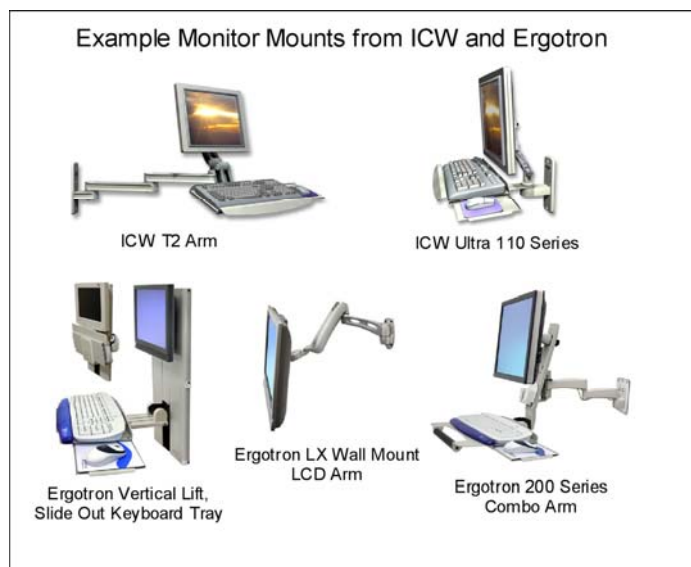 Example Monitor Mounts from ICW and Ergotron
ICW T2 Arm
ICW Ultra 110 Series
Ergotron Vertical Lift,
Slide Out Keyboard Tray
Ergotron LX Wall Mount
LCD Arm
Ergotron 200 Series
Combo Arm